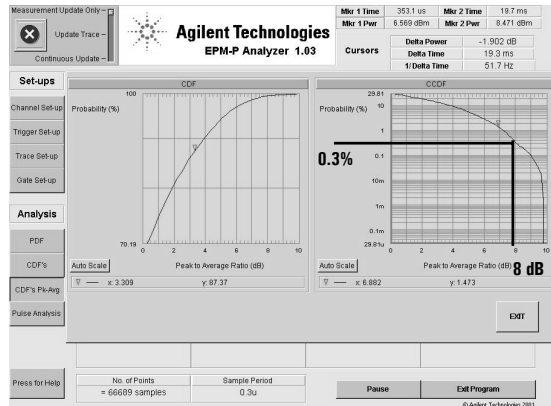 Measurement Update Only –
Update Trace –
Continuous Update –
Agilent Technologies
EPM-P Analyzer 1.03
Mkr 1 Time 353.1 us Mkr 2 Time 19.7 ms
Mkr 1 Pwr 6.569 dBm Mkr 2 Pwr 8.471 dBm
Cursors
Delta Power -1.902 dB
Delta Time 19.3 ms
1/Delta Time 51.7 Hz
Set-ups
Channel Set-up
Trigger Set-up
Trace Set-up
Gate Set-up
Analysis
PDF
CDF's
CDF's Pk-Avg
Pulse Analysis
Press for Help
CDF
Probability (%)
100
70.19
0 2 4 6 8 10
Auto Scale
Peak to Average Ratio (dB)
x: 3.309 y: 87.37
CCDF
Probability (%)
29.81
10
1
0.1
10m
1m
0.1m
29.81u
0.3%
0 2 4 6 8 10
Auto Scale
Peak to Average Ratio (dB)
8 dB
x: 6.882 y: 1.473
EXIT
No. of Points
= 66689 samples
Sample Period
0.3u
Pause
Exit Program
© Agilent Technologies 2001